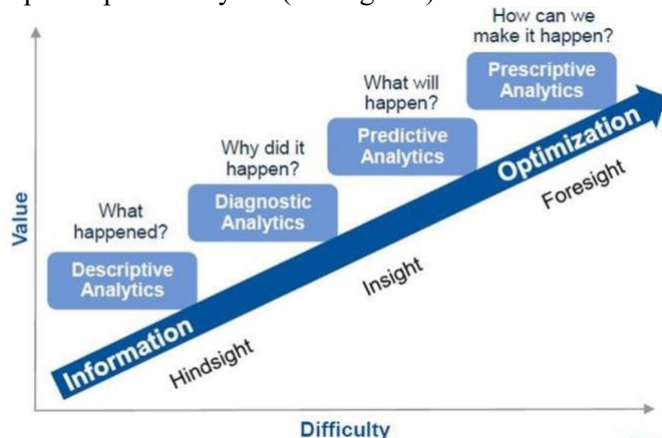 How can we
make it happen?
Prescriptive
Analytics
What will
happen?
Predictive
Analytics
Why did it
happen?
Diagnostic
Analytics
What
happened?
Descriptive
Analytics
Information
Optimization
Hindsight
Insight
Foresight
Value
Difficulty